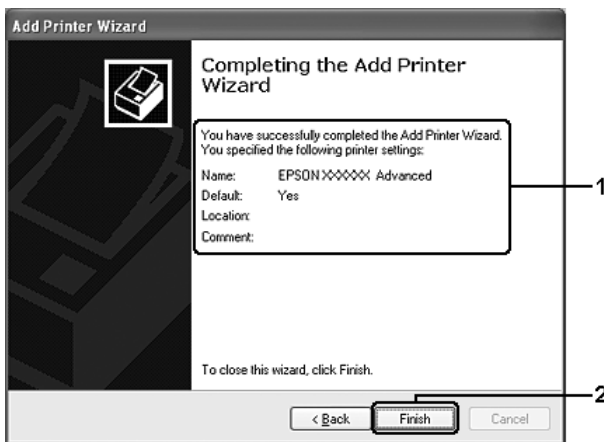 Add Printer Wizard
Completing the Add Printer
Wizard
You have successfully completed the Add Printer Wizard.
You specified the following printer settings:
Name: EPSON XXXXXX Advanced
Default: Yes
Location:
Comment:
1
To close this wizard, click Finish.
2
< Back Finish Cancel